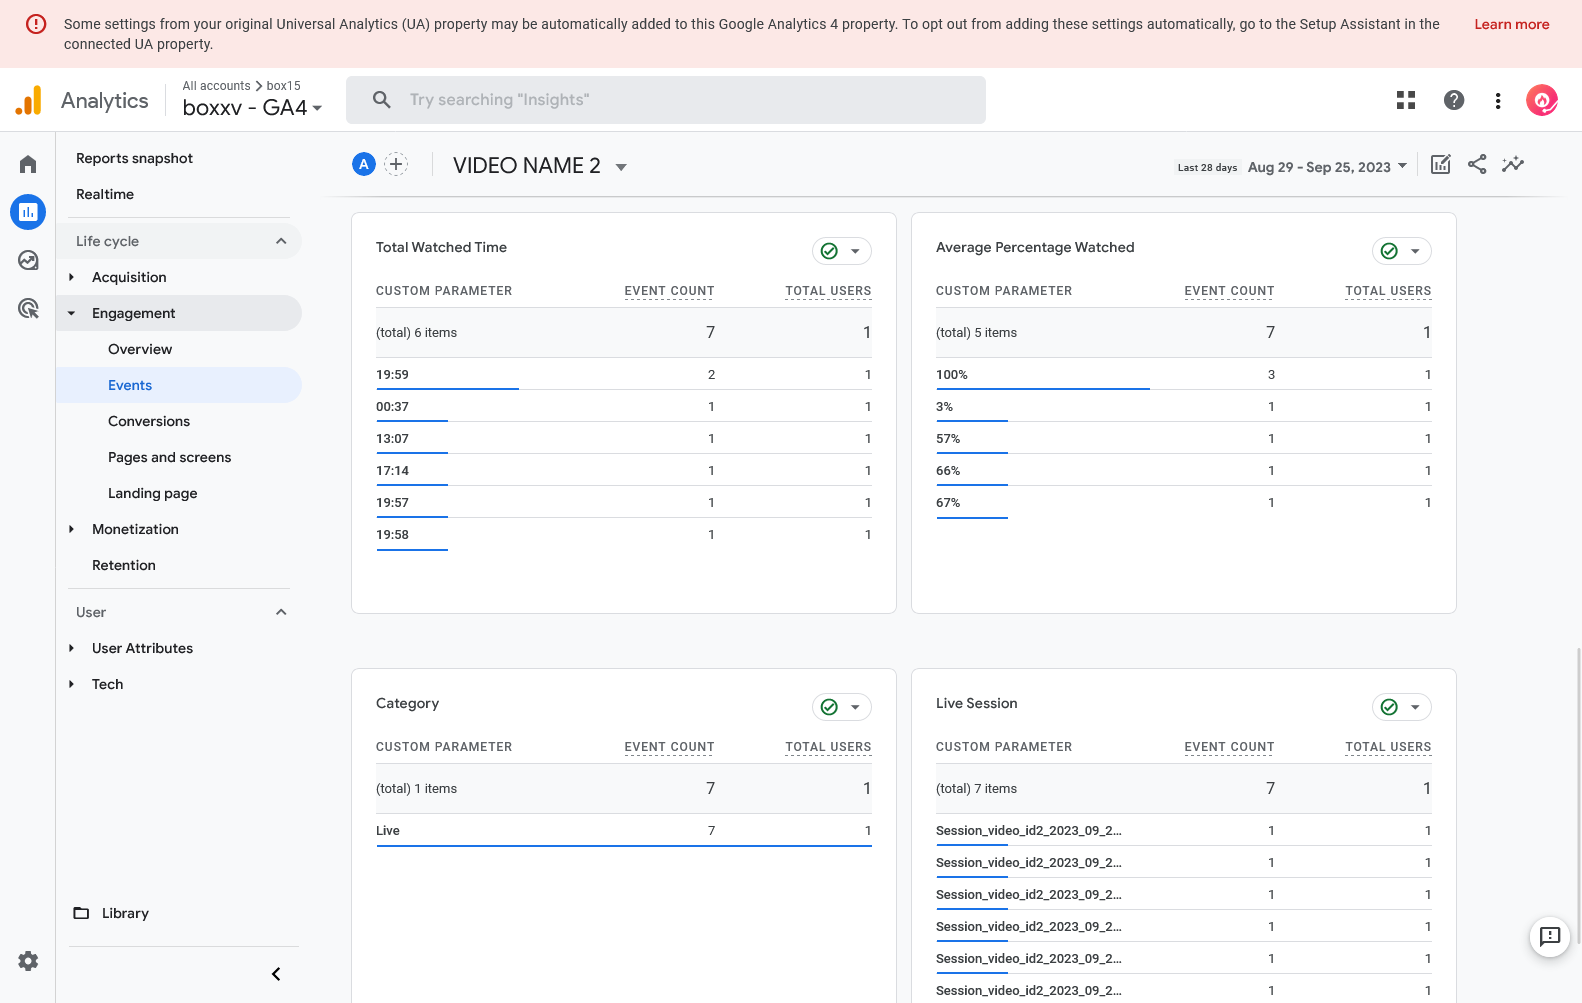 Some settings from your original Universal Analytics (UA) property may be automatically added to this Google Analytics 4 property. To opt out from adding these settings automatically, go to the Setup Assistant in the
connected UA property.
Learn more
Analytics
All accounts > box15
boxxv - GA4
Try searching "Insights"
Reports snapshot
Realtime
Life cycle
Acquisition
Engagement
Overview
Events
Conversions
Pages and screens
Landing page
Monetization
Retention
User
User Attributes
Tech
Library
A
VIDEO NAME 2
Last 28 days Aug 29 - Sep 25, 2023
Total Watched Time
CUSTOM PARAMETER EVENT COUNT TOTAL USERS
(total) 6 items 7 1
19:59 2 1
00:37 1 1
13:07 1 1
17:14 1 1
19:57 1 1
19:58 1 1
Average Percentage Watched
CUSTOM PARAMETER EVENT COUNT TOTAL USERS
(total) 5 items 7 1
100% 3 1
3% 1 1
57% 1 1
66% 1 1
67% 1 1
Category
CUSTOM PARAMETER EVENT COUNT TOTAL USERS
(total) 1 items 7 1
Live 7 1
Live Session
CUSTOM PARAMETER EVENT COUNT TOTAL USERS
(total) 7 items 7 1
Session_video_id2_2023_09_2... 1 1
Session_video_id2_2023_09_2... 1 1
Session_video_id2_2023_09_2... 1 1
Session_video_id2_2023_09_2... 1 1
Session_video_id2_2023_09_2... 1 1
Session_video_id2_2023_09_2... 1 1